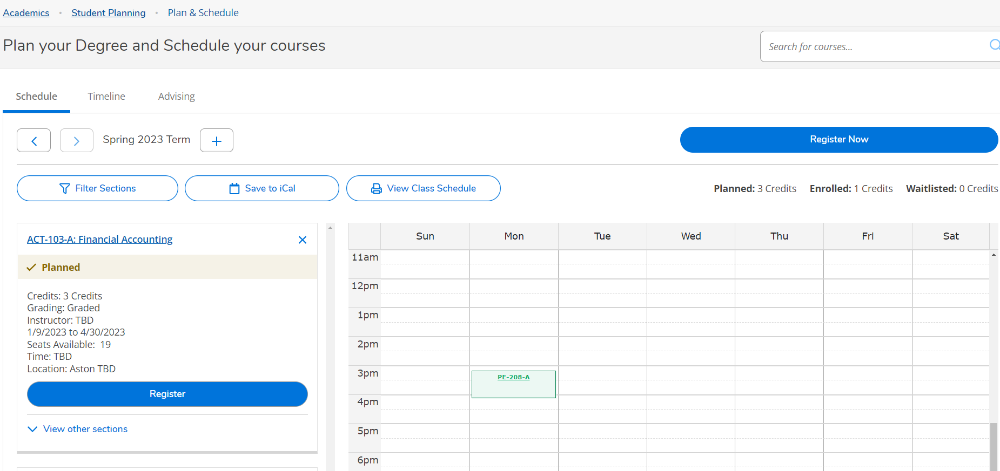 Academics • Student Planning • Plan & Schedule
Plan your Degree and Schedule your courses
Search for courses...
Schedule Timeline Advising
Spring 2023 Term
Register Now
Filter Sections Save to iCal View Class Schedule
Planned: 3 Credits Enrolled: 1 Credits Waitlisted: 0 Credits
ACT-103-A: Financial Accounting
Planned
Credits: 3 Credits
Grading: Graded
Instructor: TBD
1/9/2023 to 4/30/2023
Seats Available: 19
Time: TBD
Location: Aston TBD
Register
View other sections
Sun Mon Tue Wed Thu Fri Sat
11am
12pm
1pm
2pm
3pm
PE-208-A
4pm
5pm
6pm